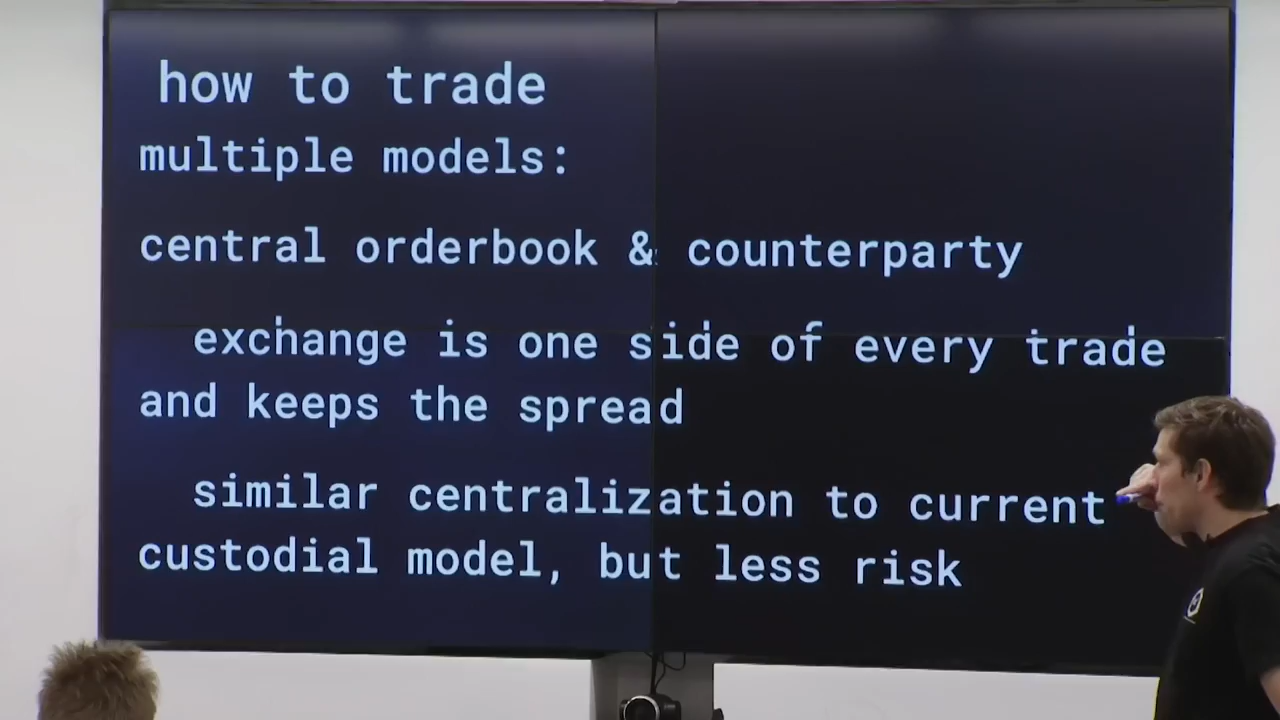 how to trade
multiple models:
central orderbook & counterparty
exchange is one side of every trade
and keeps the spread
similar centralization to current
custodial model, but less risk